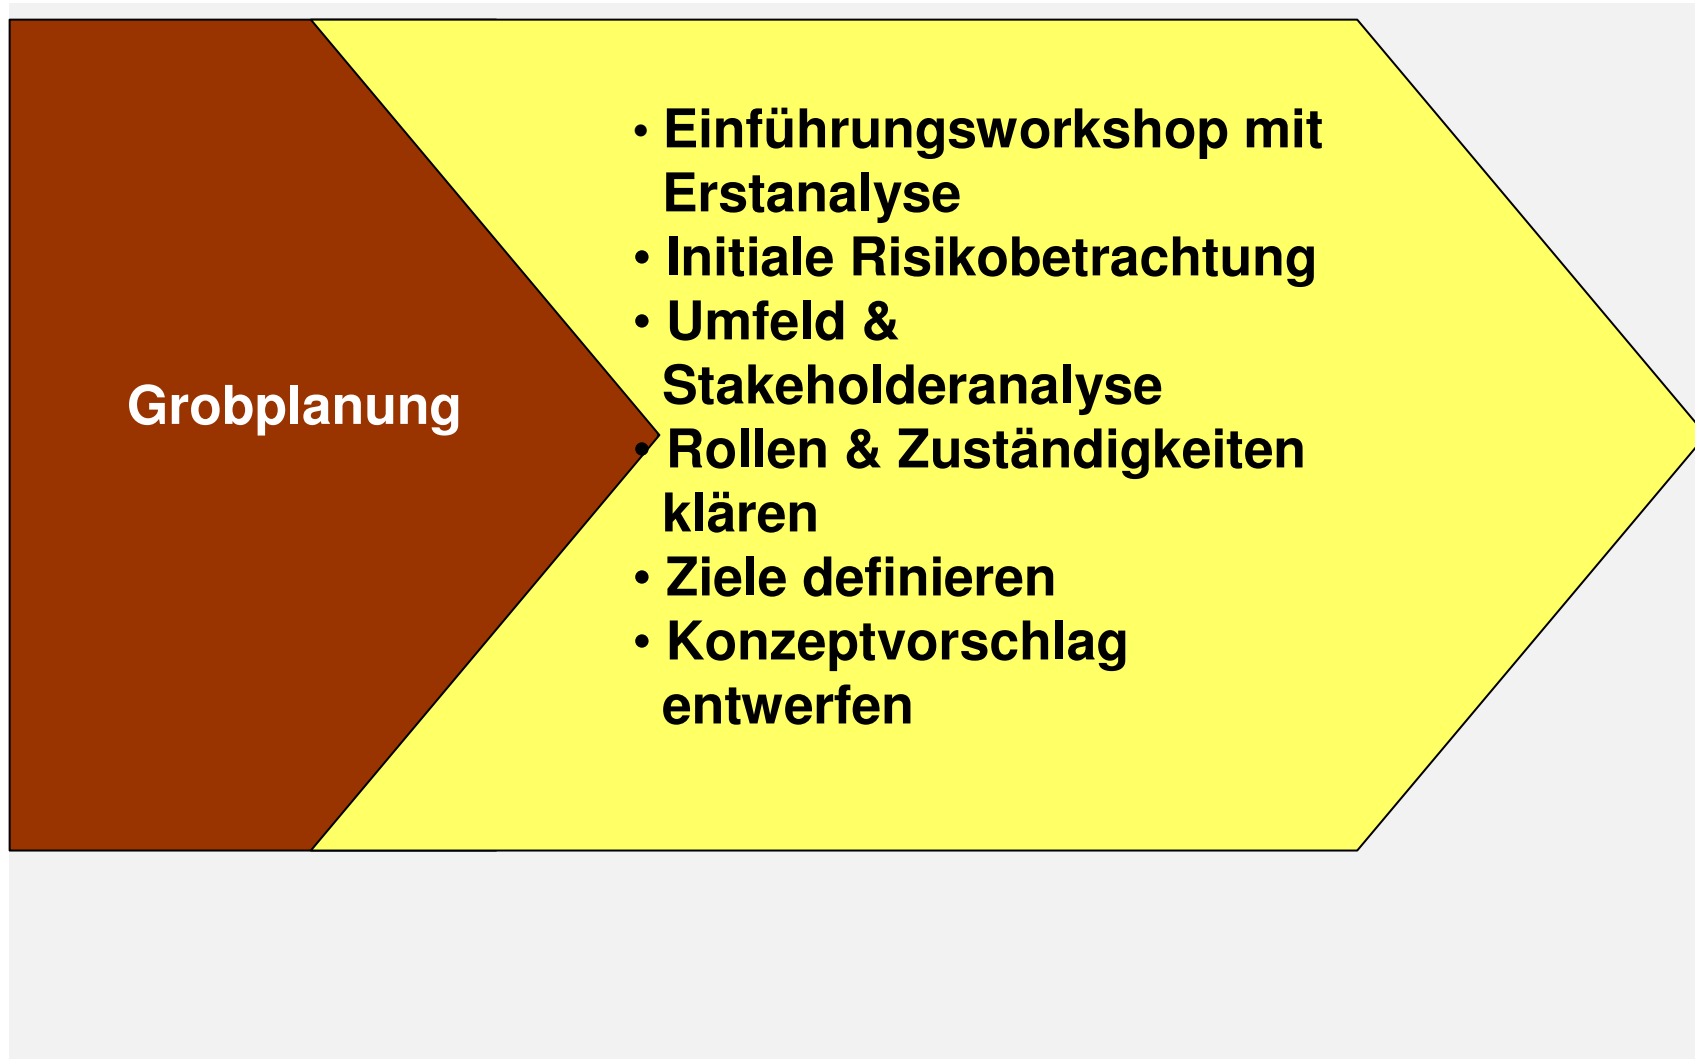 Grobplanung
• Einführungsworkshop mit
Erstanalyse
• Initiale Risikobetrachtung
• Umfeld &
Stakeholderanalyse
• Rollen & Zuständigkeiten
klären
• Ziele definieren
• Konzeptvorschlag
entwerfen